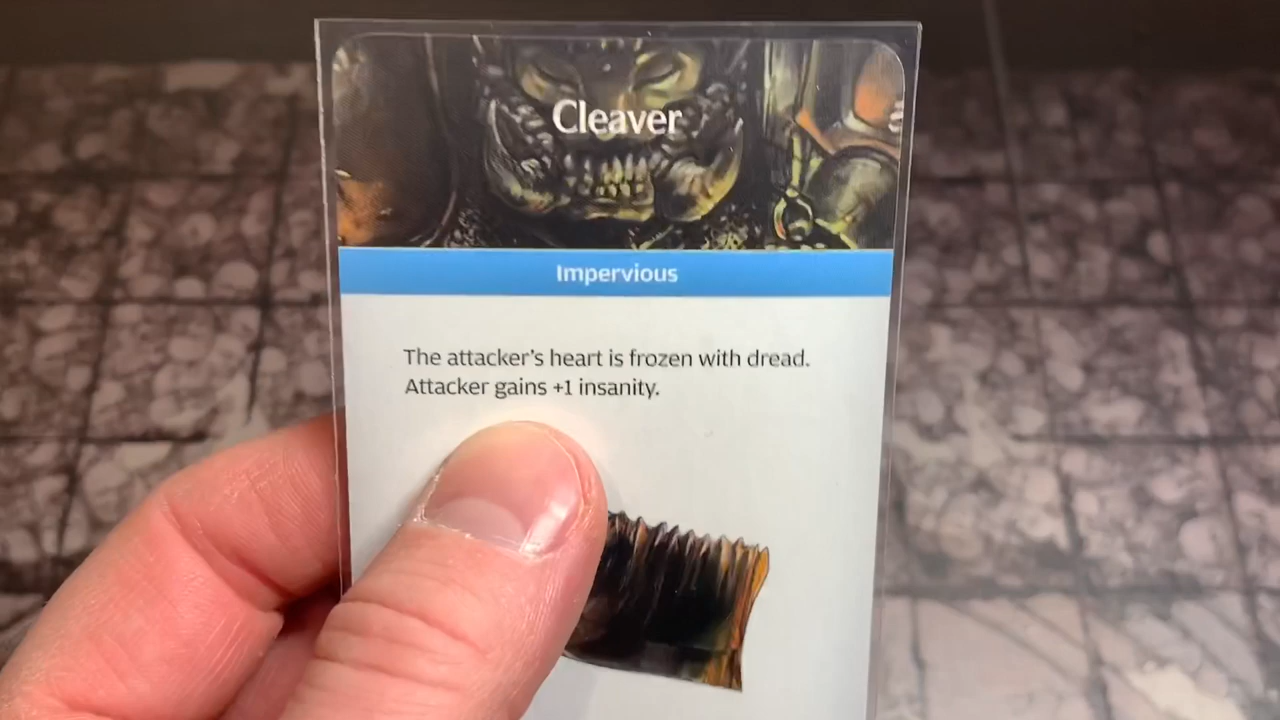 Cleaver
Impervious
The attacker's heart is frozen with dread.
Attacker gains +1 insanity.